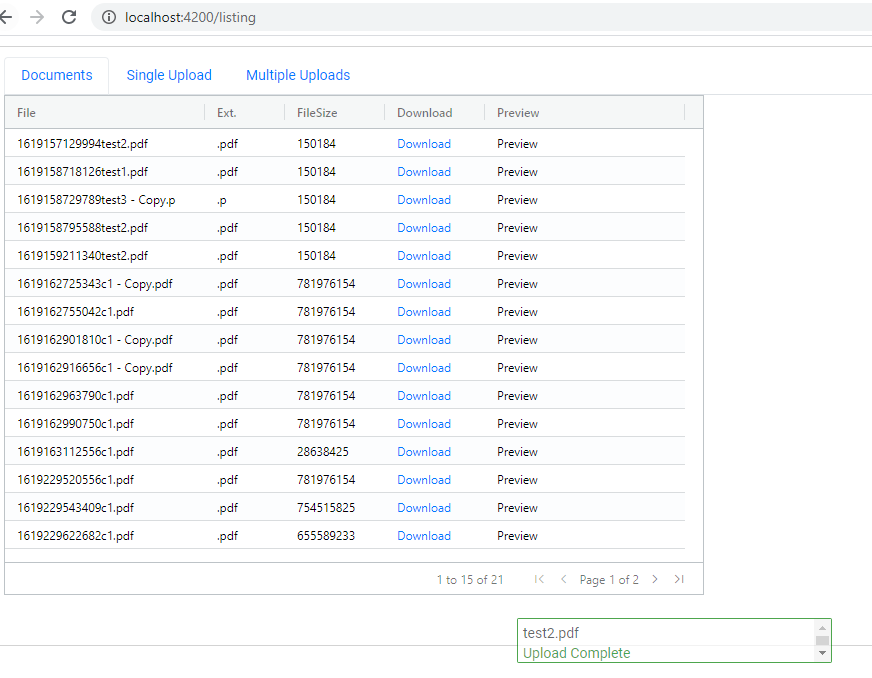 localhost:4200/listing
Documents Single Upload Multiple Uploads
File Ext. FileSize Download Preview
1619157129994test2.pdf .pdf 150184 Download Preview
1619158718126test1.pdf .pdf 150184 Download Preview
1619158729789test3 - Copy.p .p 150184 Download Preview
1619158795588test2.pdf .pdf 150184 Download Preview
1619159211340test2.pdf .pdf 150184 Download Preview
1619162725343c1 - Copy.pdf .pdf 781976154 Download Preview
1619162755042c1.pdf .pdf 781976154 Download Preview
1619162901810c1 - Copy.pdf .pdf 781976154 Download Preview
1619162916656c1 - Copy.pdf .pdf 781976154 Download Preview
1619162963790c1.pdf .pdf 781976154 Download Preview
1619162990750c1.pdf .pdf 781976154 Download Preview
1619163112556c1.pdf .pdf 28638425 Download Preview
1619229520556c1.pdf .pdf 781976154 Download Preview
1619229543409c1.pdf .pdf 754515825 Download Preview
1619229622682c1.pdf .pdf 655589233 Download Preview
1 to 15 of 21 Page 1 of 2
test2.pdf
Upload Complete